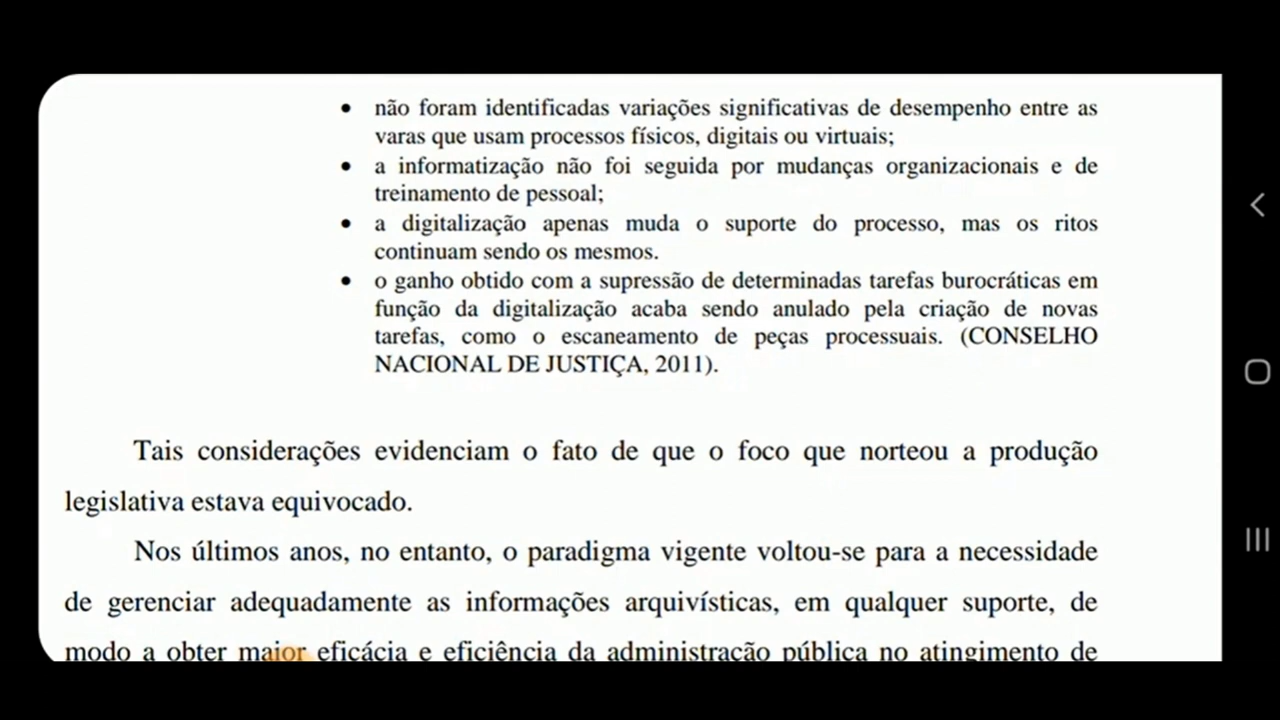 • não foram identificadas variações significativas de desempenho entre as
varas que usam processos físicos, digitais ou virtuais;
• a informatização não foi seguida por mudanças organizacionais e de
treinamento de pessoal;
• a digitalização apenas muda o suporte do processo, mas os ritos
continuam sendo os mesmos.
• o ganho obtido com a supressão de determinadas tarefas burocráticas em
função da digitalização acaba sendo anulado pela criação de novas
tarefas, como o escaneamento de peças processuais. (CONSELHO
NACIONAL DE JUSTIÇA, 2011).
Tais considerações evidenciam o fato de que o foco que norteou a produção
legislativa estava equivocado.
Nos últimos anos, no entanto, o paradigma vigente voltou-se para a necessidade
de gerenciar adequadamente as informações arquivísticas, em qualquer suporte, de
modo a obter maior eficácia e eficiência da administração pública no atingimento de